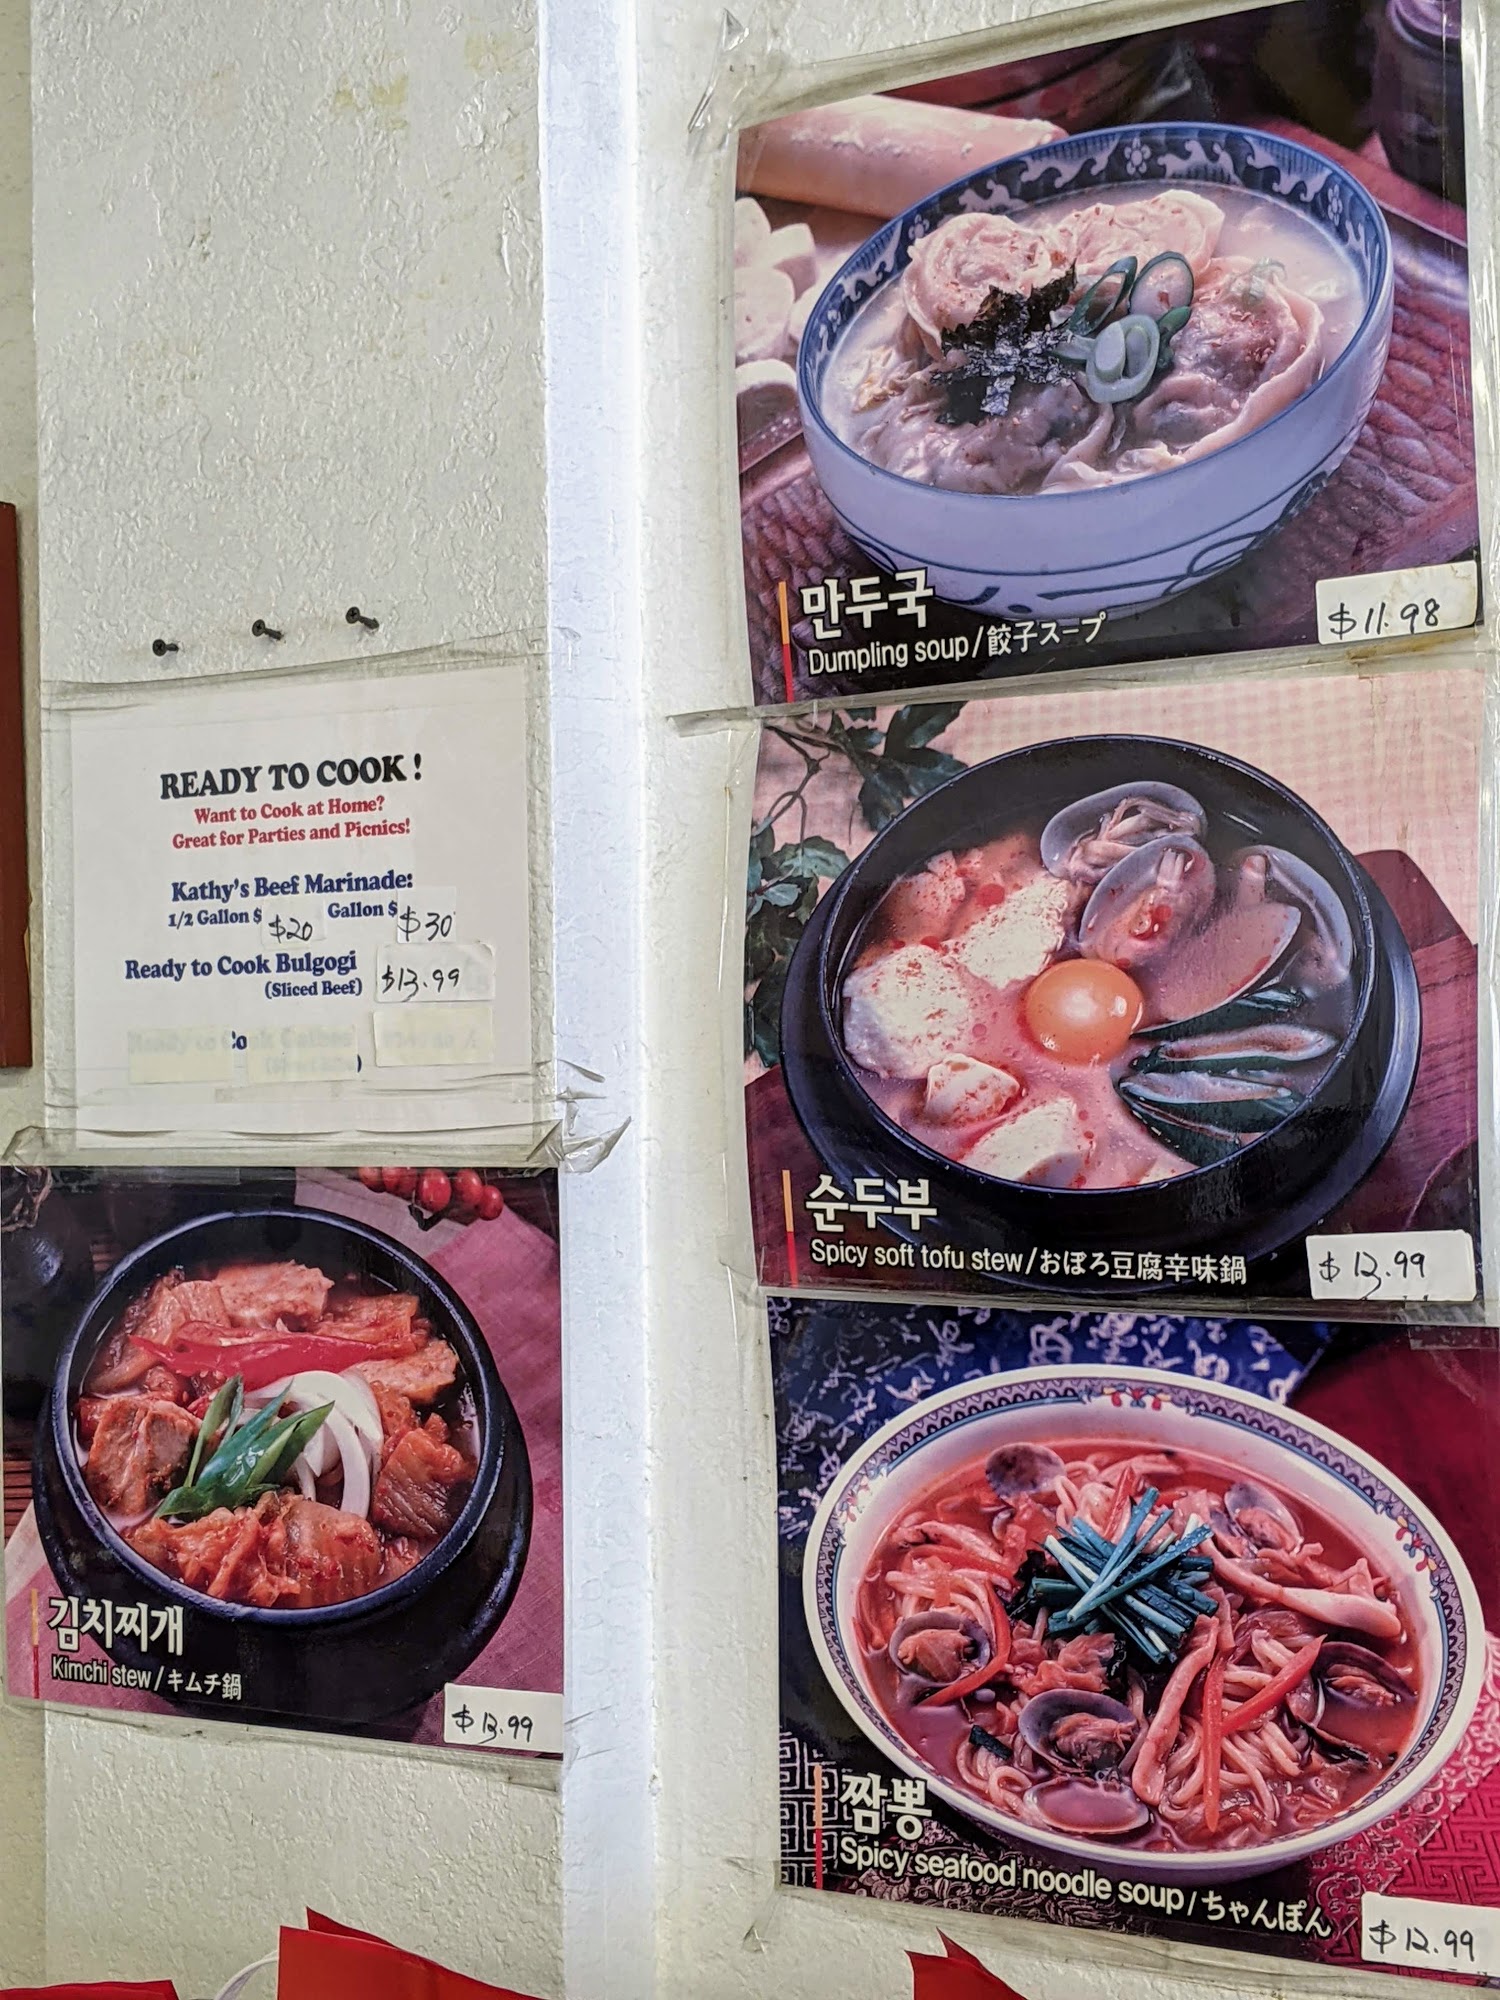 READY TO COOK!
Want to Cook at Home?
Great for Parties and Picnics!
Kathy's Beef Marinade:
1/2 Gallon $ $20 Gallon $ $30
Ready to Cook Bulgogi $13.99
(Sliced Beef)
김치찌개
Kimchi stew/キムチ鍋
$13.99
만두국
Dumpling soup/餃子スープ
$11.98
순두부
Spicy soft tofu stew/おぼろ豆腐辛味鍋
$13.99
짬뽕
Spicy seafood noodle soup/ちゃんぽん
$12.99